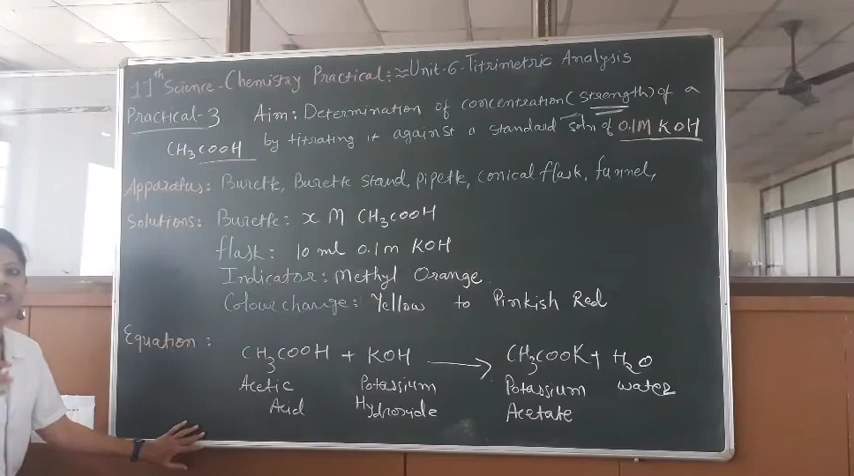 11th Science - Chemistry Practical: ≈ Unit-6. Titrimetric Analysis
Practical-3 Aim: Determination of concentration (strength) of a
CH3COOH by titrating it against a standard soln of 0.1M KOH
Apparatus: Burette, Burette Stand, pipette, conical flask, funnel,
Solutions: Burette: x M CH3COOH
flask: 10 ml 0.1m KOH
Indicator: Methyl Orange
Colour change: Yellow to Pinkish Red
Equation: CH3COOH + KOH ⟶ CH3COOK + H2O
Acetic Potassium Potassium water
Acid Hydroxide Acetate